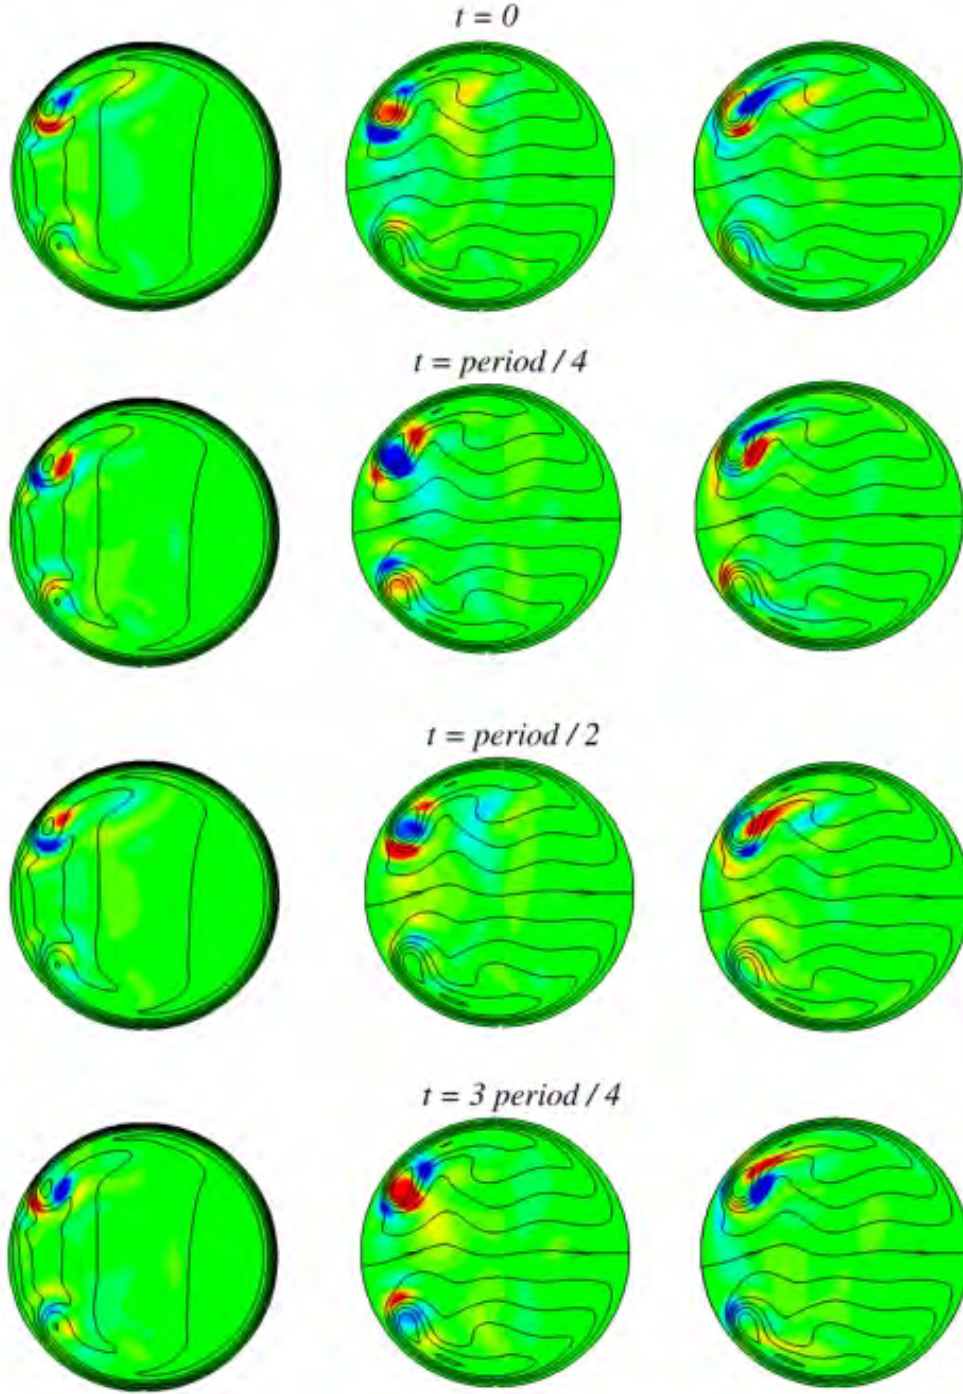 t = 0
t = period / 4
t = period / 2
t = 3 period / 4